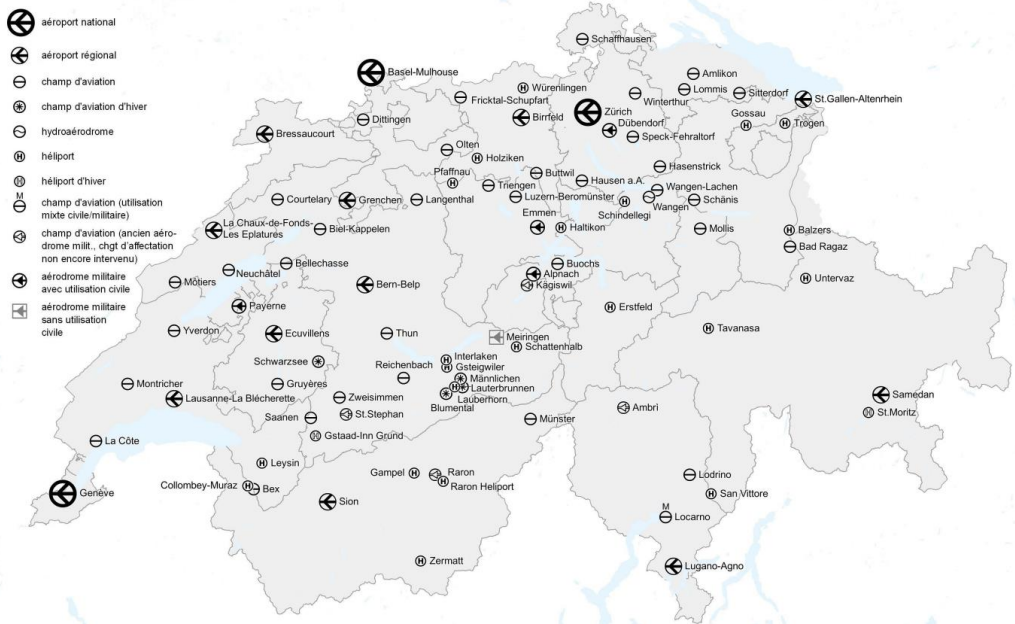 aéroport national
aéroport régional
champ d'aviation
champ d'aviation d'hiver
hydroaérodrome
H
héliport
H
héliport d'hiver
M
champ d'aviation (utilisation
mixte civile/militaire)
champ d'aviation (ancien aéro-
drome milit., chgt d'affectation
non encore intervenu)
aérodrome militaire
avec utilisation civile
aérodrome militaire
sans utilisation
civile
Schaffhausen
Basel-Mulhouse
Amlikon
H Würenlingen
Lommis
Sitterdorf
Fricktal-Schupfart
Winterthur
St.Gallen-Altenrhein
Zürich
Gossau
H
Dittingen
Birrfeld
Dübendorf
H
Trogen
Bressaucourt
Speck-Fehraltorf
Olten
H Holziken
Hasenstrick
Pfaffnau
H
Buttwil
Triengen
Hausen a.A.
Wangen-Lachen
Courtelary
Grenchen
Langenthal
Luzern-Beromünster
H
Schindellegi
Wangen
Schänis
Emmen
La Chaux-de-Fonds-
Les Eplatures
Biel-Kappelen
H Haltikon
Mollis
H Balzers
Bad Ragaz
Bellechasse
Neuchâtel
Buochs
Alpnach
Kägiswil
Môtiers
Bern-Belp
H Untervaz
Payerne
H Erstfeld
Yverdon
Ecuvillens
Thun
Meiringen
H Schattenhalb
H Tavanasa
Schwarzsee
Reichenbach
H Interlaken
H Gsteigwiler
Männlichen
H Lauterbrunnen
Lauberhorn
Blumental
Montricher
Gruyères
Lausanne-La Blécherette
Zweisimmen
Saanen
St.Stephan
Ambrì
Samedan
H St.Moritz
Münster
H Gstaad-Inn Grund
La Côte
H Leysin
Gampel H
Raron
H Raron Heliport
Lodrino
Collombey-Muraz H
Bex
Genève
Sion
H San Vittore
M
Locarno
H Zermatt
Lugano-Agno